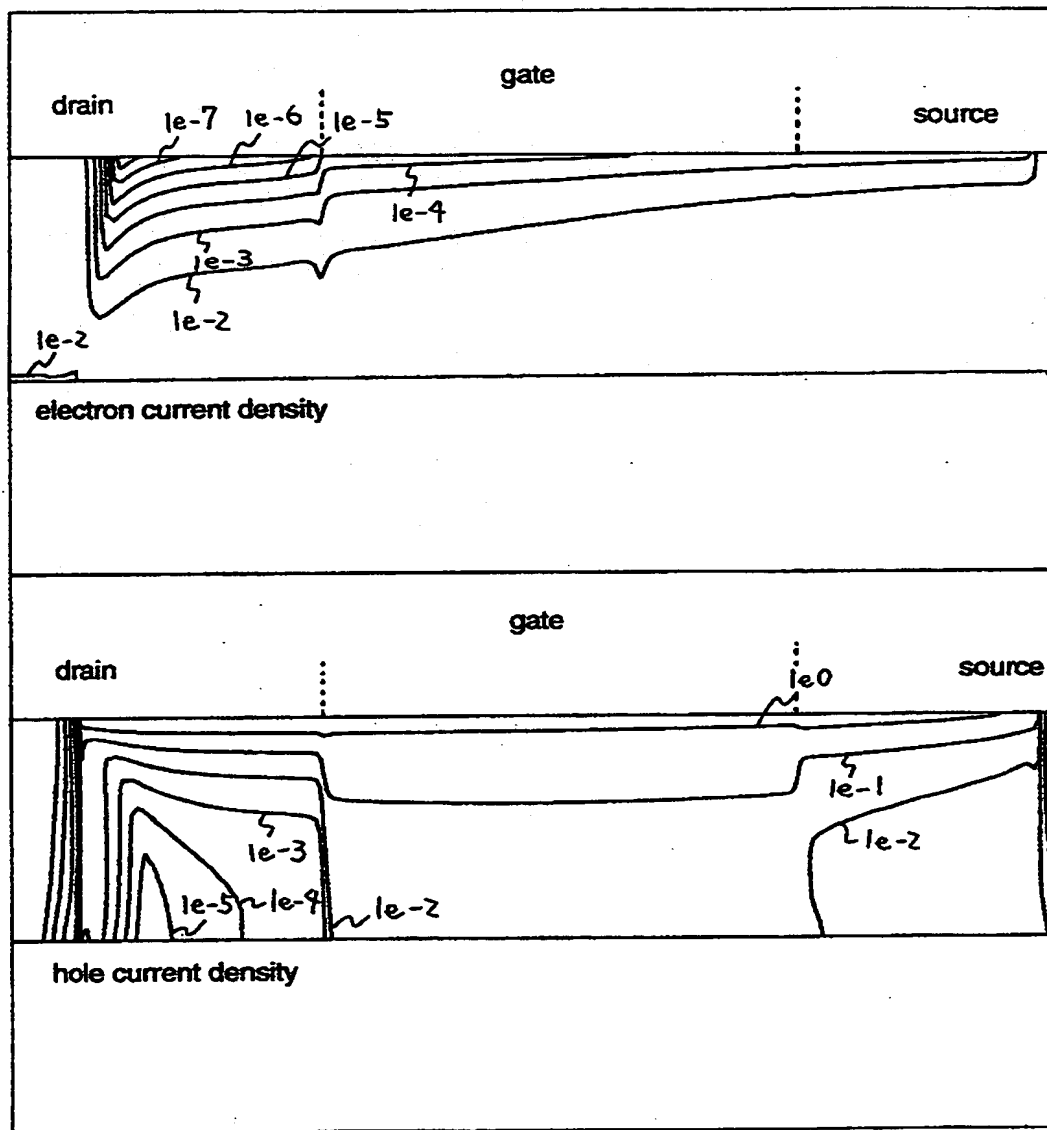 gate
drain
source
1e-7
1e-6
1e-5
1e-4
1e-3
1e-2
1e-2
electron current density
gate
drain
source
1e0
1e-1
1e-2
1e-3
1e-5
1e-4
1e-2
hole current density